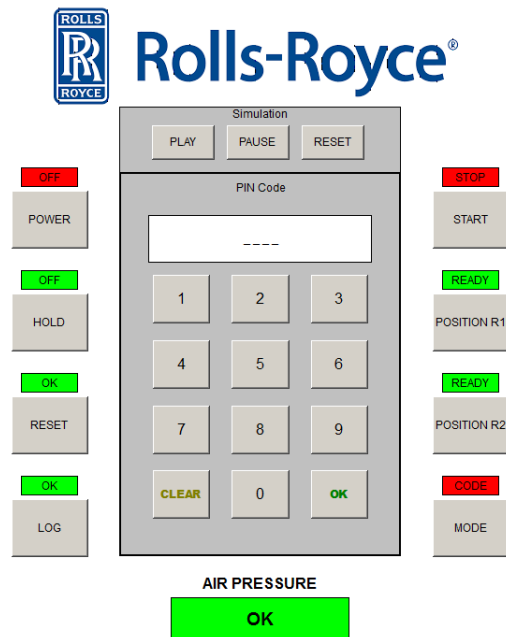 ROLLS
RR
ROYCE
Rolls-Royce®
Simulation
PLAY PAUSE RESET
PIN Code
____
1 2 3
4 5 6
7 8 9
CLEAR 0 OK
OFF
POWER
OFF
HOLD
OK
RESET
OK
LOG
STOP
START
READY
POSITION R1
READY
POSITION R2
CODE
MODE
AIR PRESSURE
OK